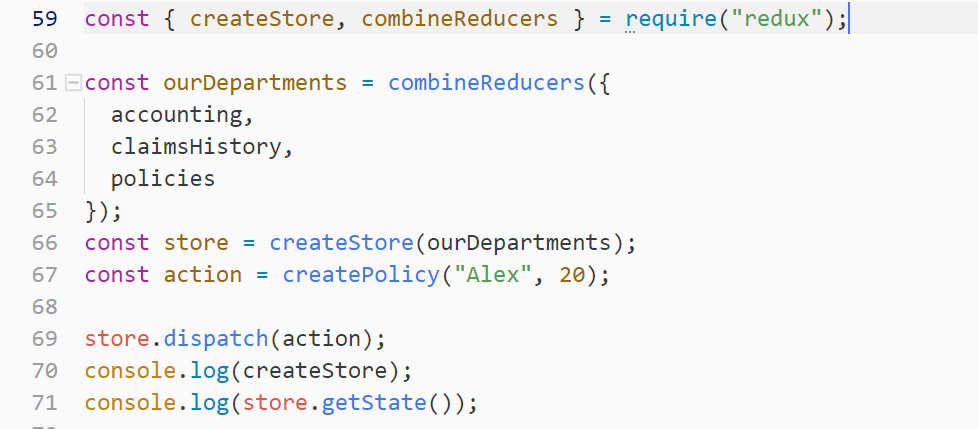 59 const { createStore, combineReducers } = require("redux");
60
61 const ourDepartments = combineReducers({
62   accounting,
63   claimsHistory,
64   policies
65 });
66 const store = createStore(ourDepartments);
67 const action = createPolicy("Alex", 20);
68
69 store.dispatch(action);
70 console.log(createStore);
71 console.log(store.getState());